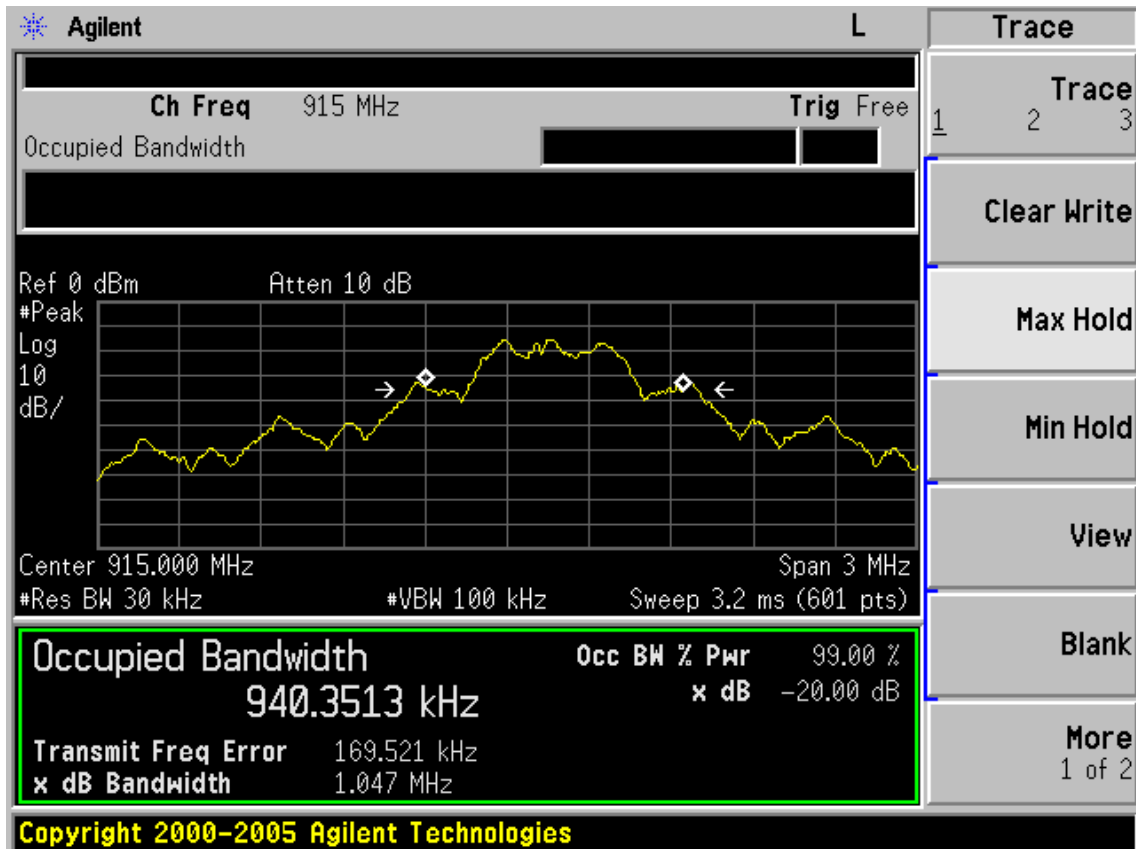 Agilent L
Ch Freq 915 MHz Trig Free
Occupied Bandwidth
Ref 0 dBm Atten 10 dB
#Peak
Log
10
dB/
Center 915.000 MHz Span 3 MHz
#Res BW 30 kHz #VBW 100 kHz Sweep 3.2 ms (601 pts)
Occupied Bandwidth
940.3513 kHz
Occ BW % Pwr 99.00 %
x dB -20.00 dB
Transmit Freq Error 169.521 kHz
x dB Bandwidth 1.047 MHz
Copyright 2000-2005 Agilent Technologies
Trace
Trace
1 2 3
Clear Write
Max Hold
Min Hold
View
Blank
More
1 of 2